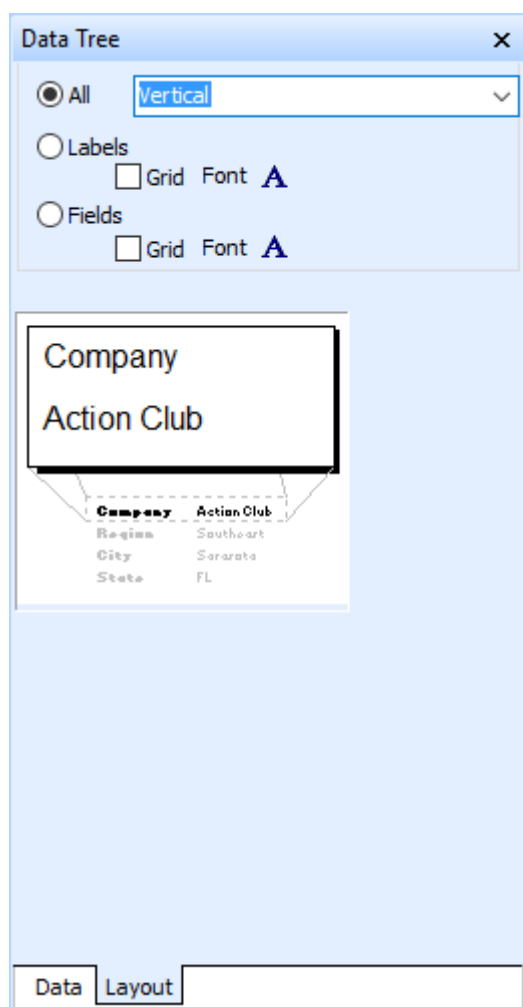 Data Tree
All Vertical
Labels
Grid Font A
Fields
Grid Font A
Company
Action Club
Company Action Club
Region Southeast
City Sarasota
State FL
Data Layout